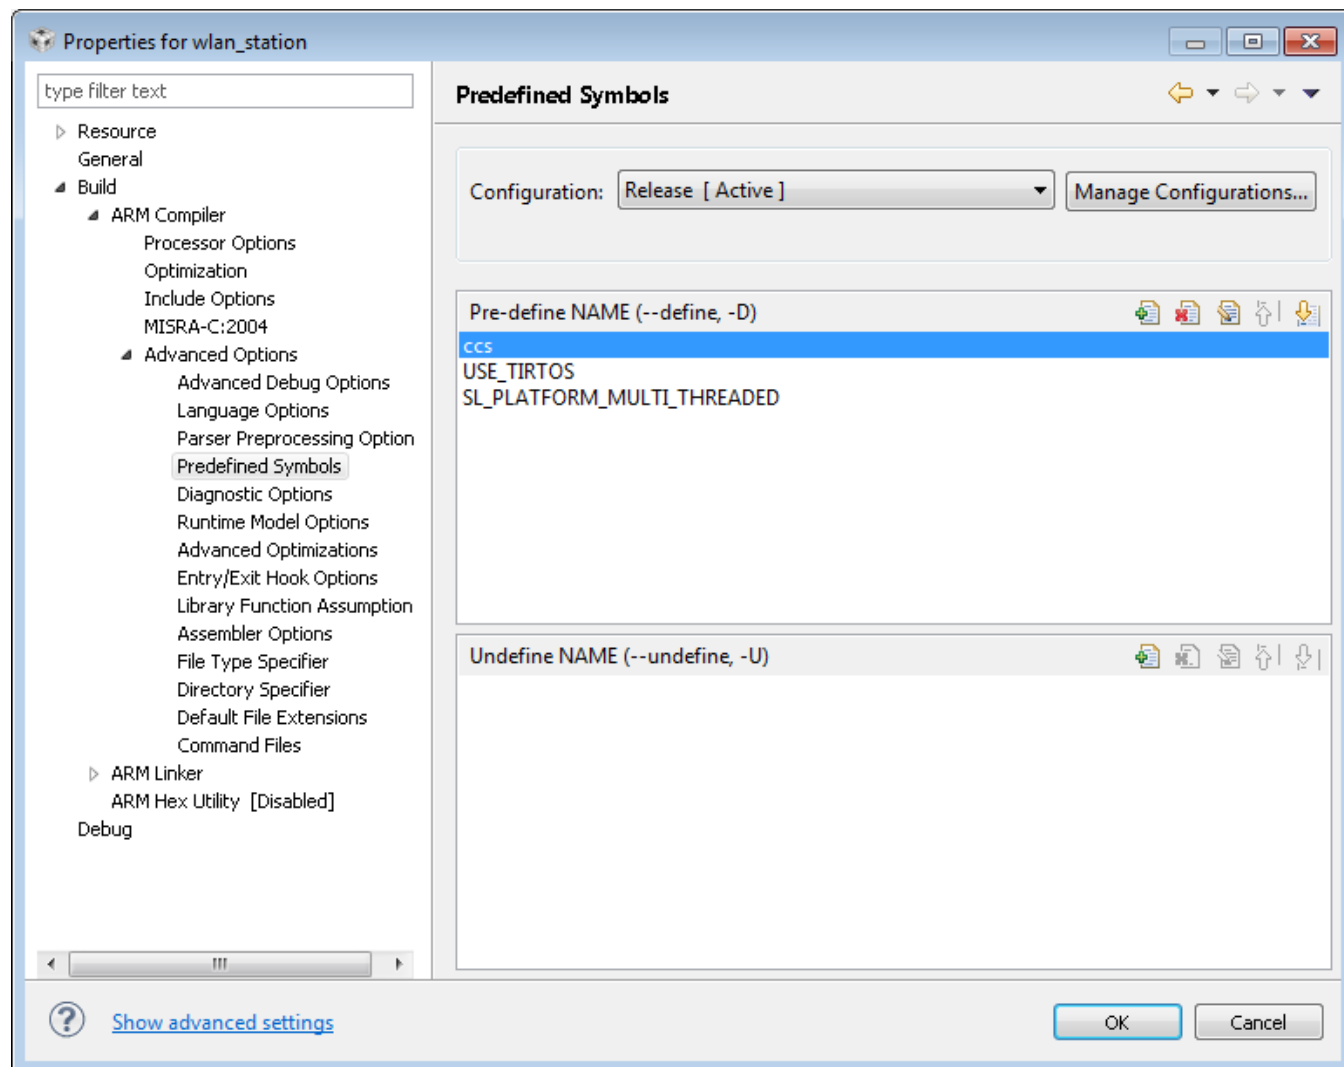 Properties for wlan_station
type filter text
Resource
General
Build
ARM Compiler
Processor Options
Optimization
Include Options
MISRA-C:2004
Advanced Options
Advanced Debug Options
Language Options
Parser Preprocessing Option
Predefined Symbols
Diagnostic Options
Runtime Model Options
Advanced Optimizations
Entry/Exit Hook Options
Library Function Assumption
Assembler Options
File Type Specifier
Directory Specifier
Default File Extensions
Command Files
ARM Linker
ARM Hex Utility [Disabled]
Debug
Predefined Symbols
Configuration: Release [ Active ] Manage Configurations...
Pre-define NAME (--define, -D)
ccs
USE_TIRTOS
SL_PLATFORM_MULTI_THREADED
Undefine NAME (--undefine, -U)
Show advanced settings
OK Cancel